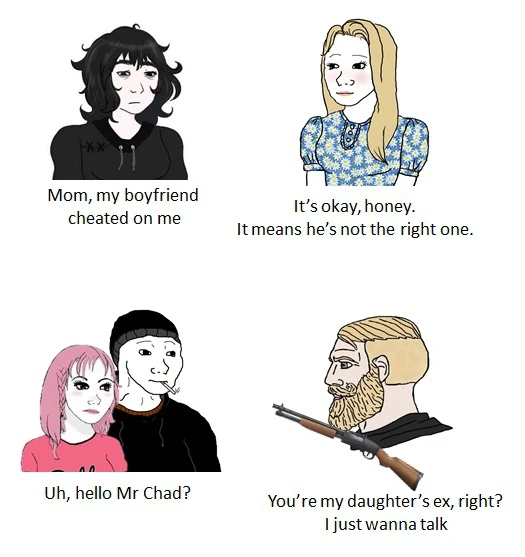 Mom, my boyfriend
cheated on me
It's okay, honey.
It means he's not the right one.
Uh, hello Mr Chad?
You're my daughter's ex, right?
I just wanna talk